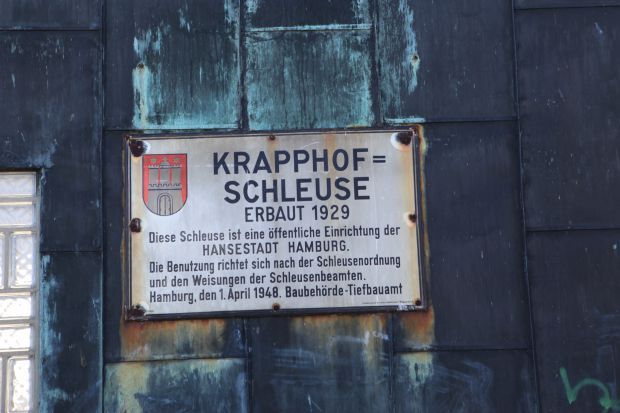 KRAPPHOF=
SCHLEUSE
ERBAUT 1929
Diese Schleuse ist eine öffentliche Einrichtung der
HANSESTADT HAMBURG.
Die Benutzung richtet sich nach der Schleusenordnung
und den Weisungen der Schleusenbeamten.
Hamburg, den 1. April 1948. Baubehörde-Tiefbauamt